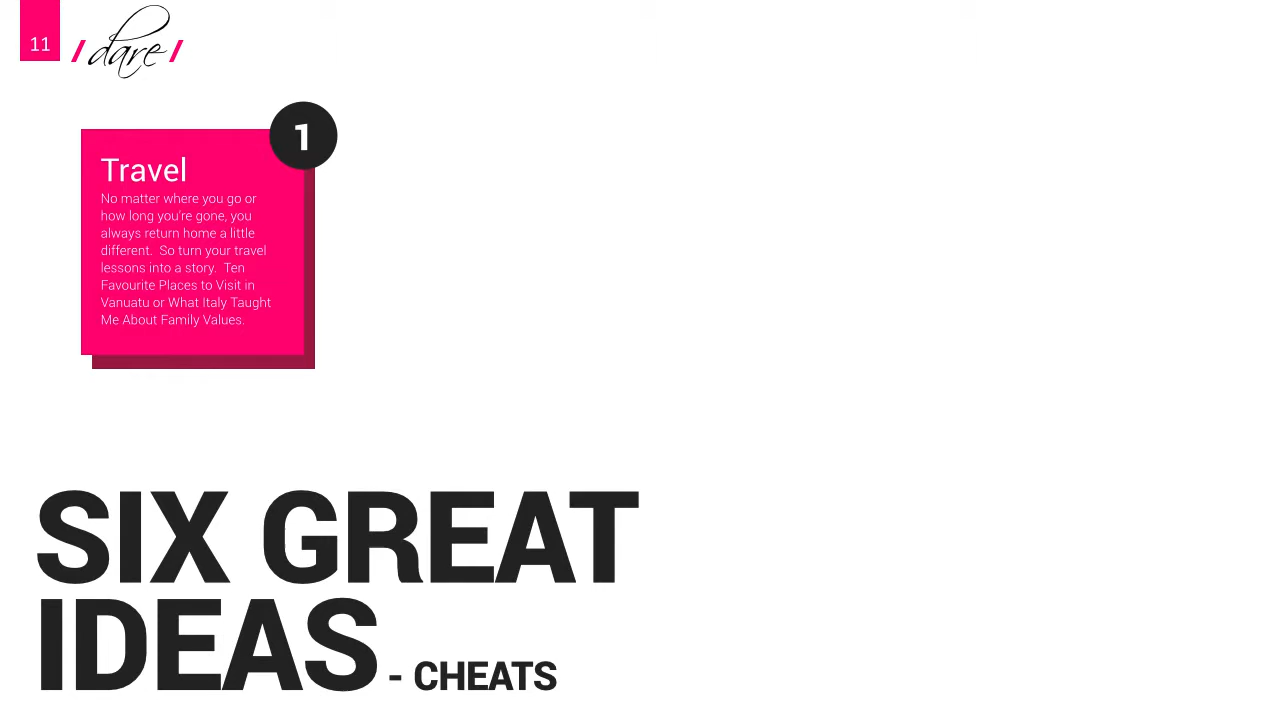 11
/dare/
1
Travel
No matter where you go or
how long you're gone, you
always return home a little
different.  So turn your travel
lessons into a story.  Ten
Favourite Places to Visit in
Vanuatu or What Italy Taught
Me About Family Values.
SIX GREAT
IDEAS - CHEATS